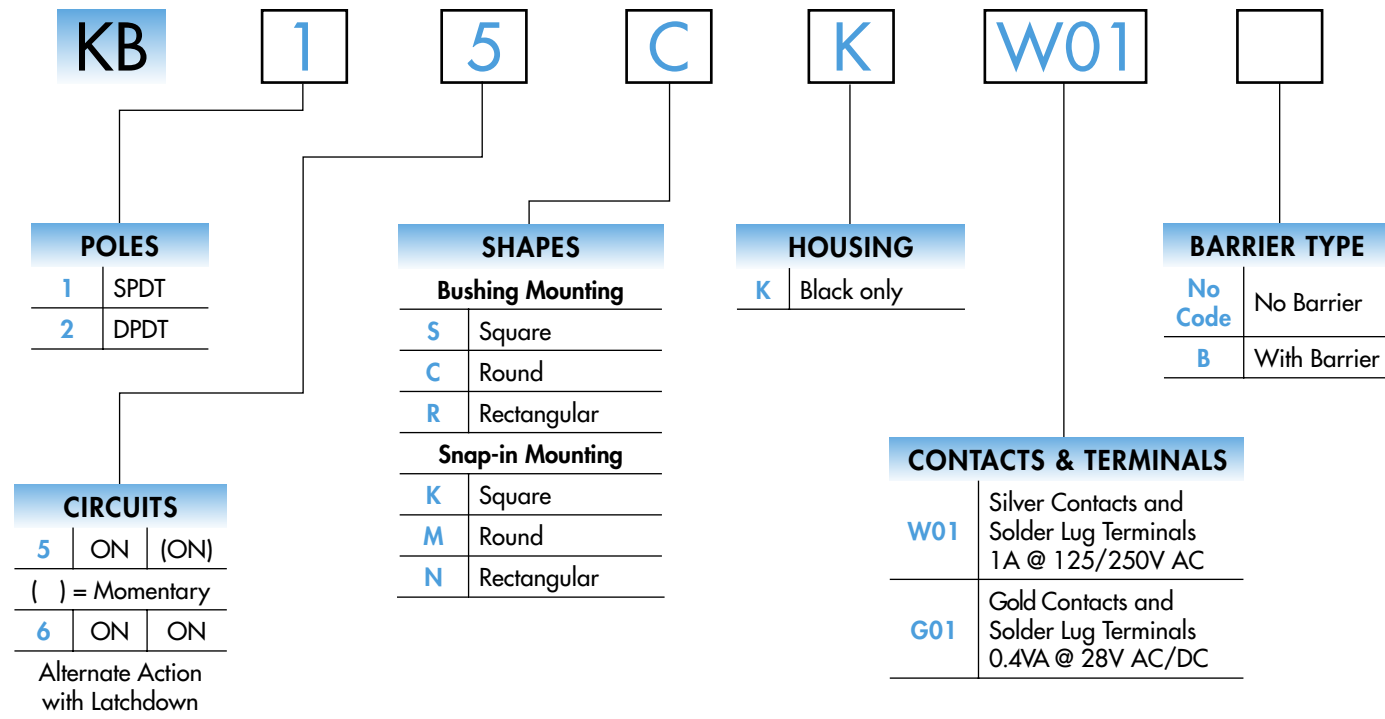 KB 1 5 C K W01
POLES
1 SPDT
2 DPDT
CIRCUITS
5 ON (ON)
( ) = Momentary
6 ON ON
Alternate Action
with Latchdown
SHAPES
Bushing Mounting
S Square
C Round
R Rectangular
Snap-in Mounting
K Square
M Round
N Rectangular
HOUSING
K Black only
CONTACTS & TERMINALS
W01 Silver Contacts and
Solder Lug Terminals
1A @ 125/250V AC
G01 Gold Contacts and
Solder Lug Terminals
0.4VA @ 28V AC/DC
BARRIER TYPE
No
Code
No Barrier
B With Barrier